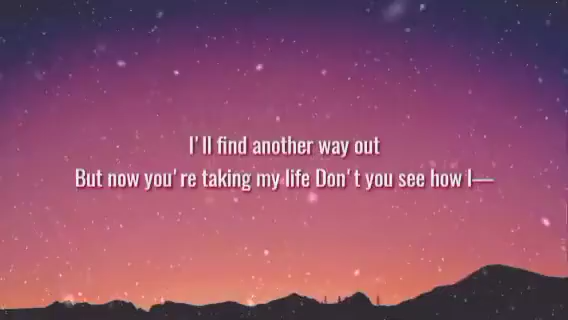 I'll find another way out
But now you're taking my life Don't you see how I—